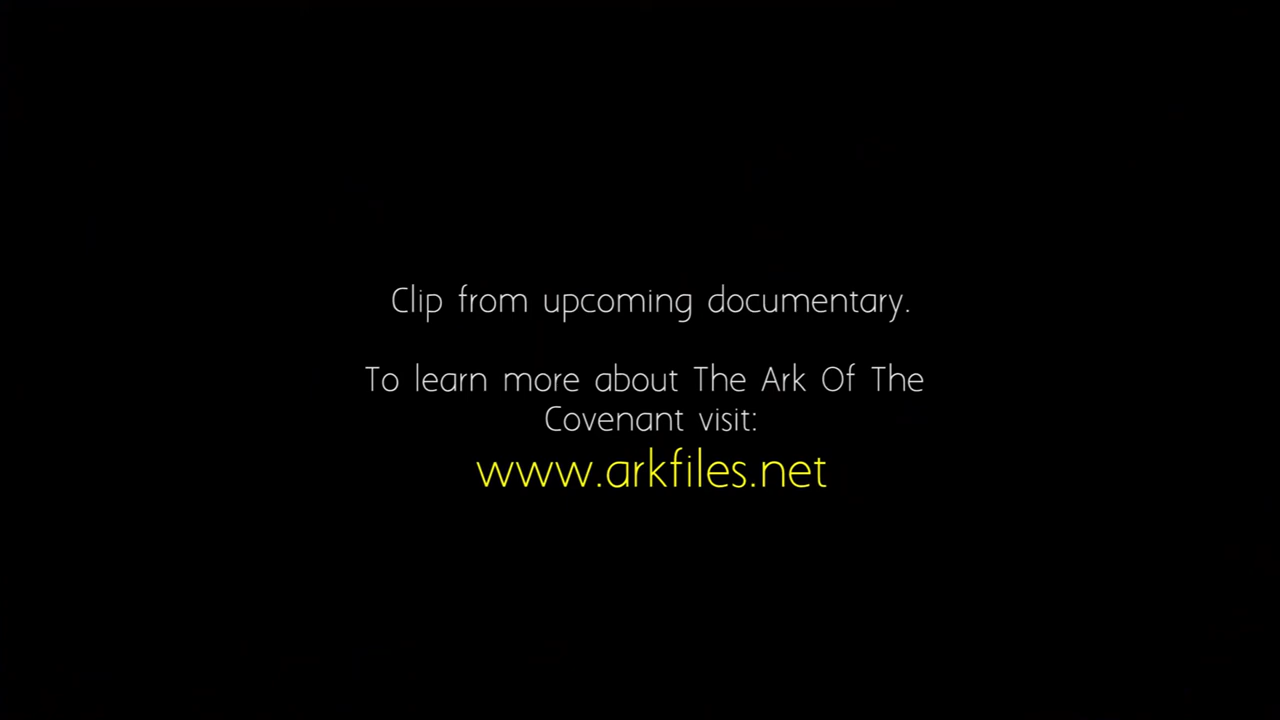 Clip from upcoming documentary.
To learn more about The Ark Of The
Covenant visit:
www.arkfiles.net